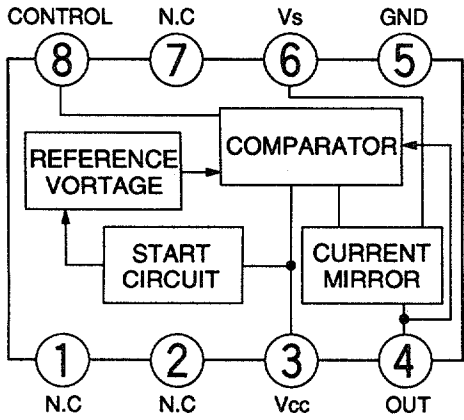 CONTROL N.C Vs GND
8 7 6 5
COMPARATOR
REFERENCE
VORTAGE
START
CIRCUIT
CURRENT
MIRROR
1 2 3 4
N.C N.C Vcc OUT